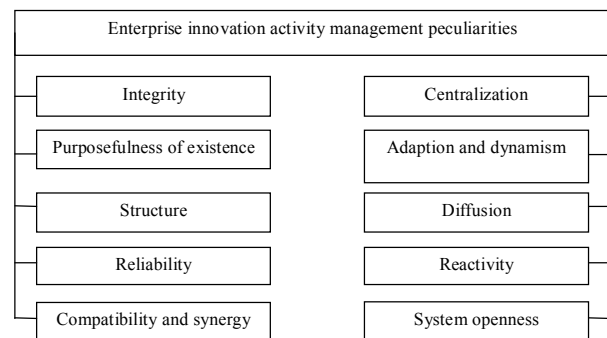 Enterprise innovation activity management peculiarities
Integrity
Centralization
Purposefulness of existence
Adaption and dynamism
Structure
Diffusion
Reliability
Reactivity
Compatibility and synergy
System openness